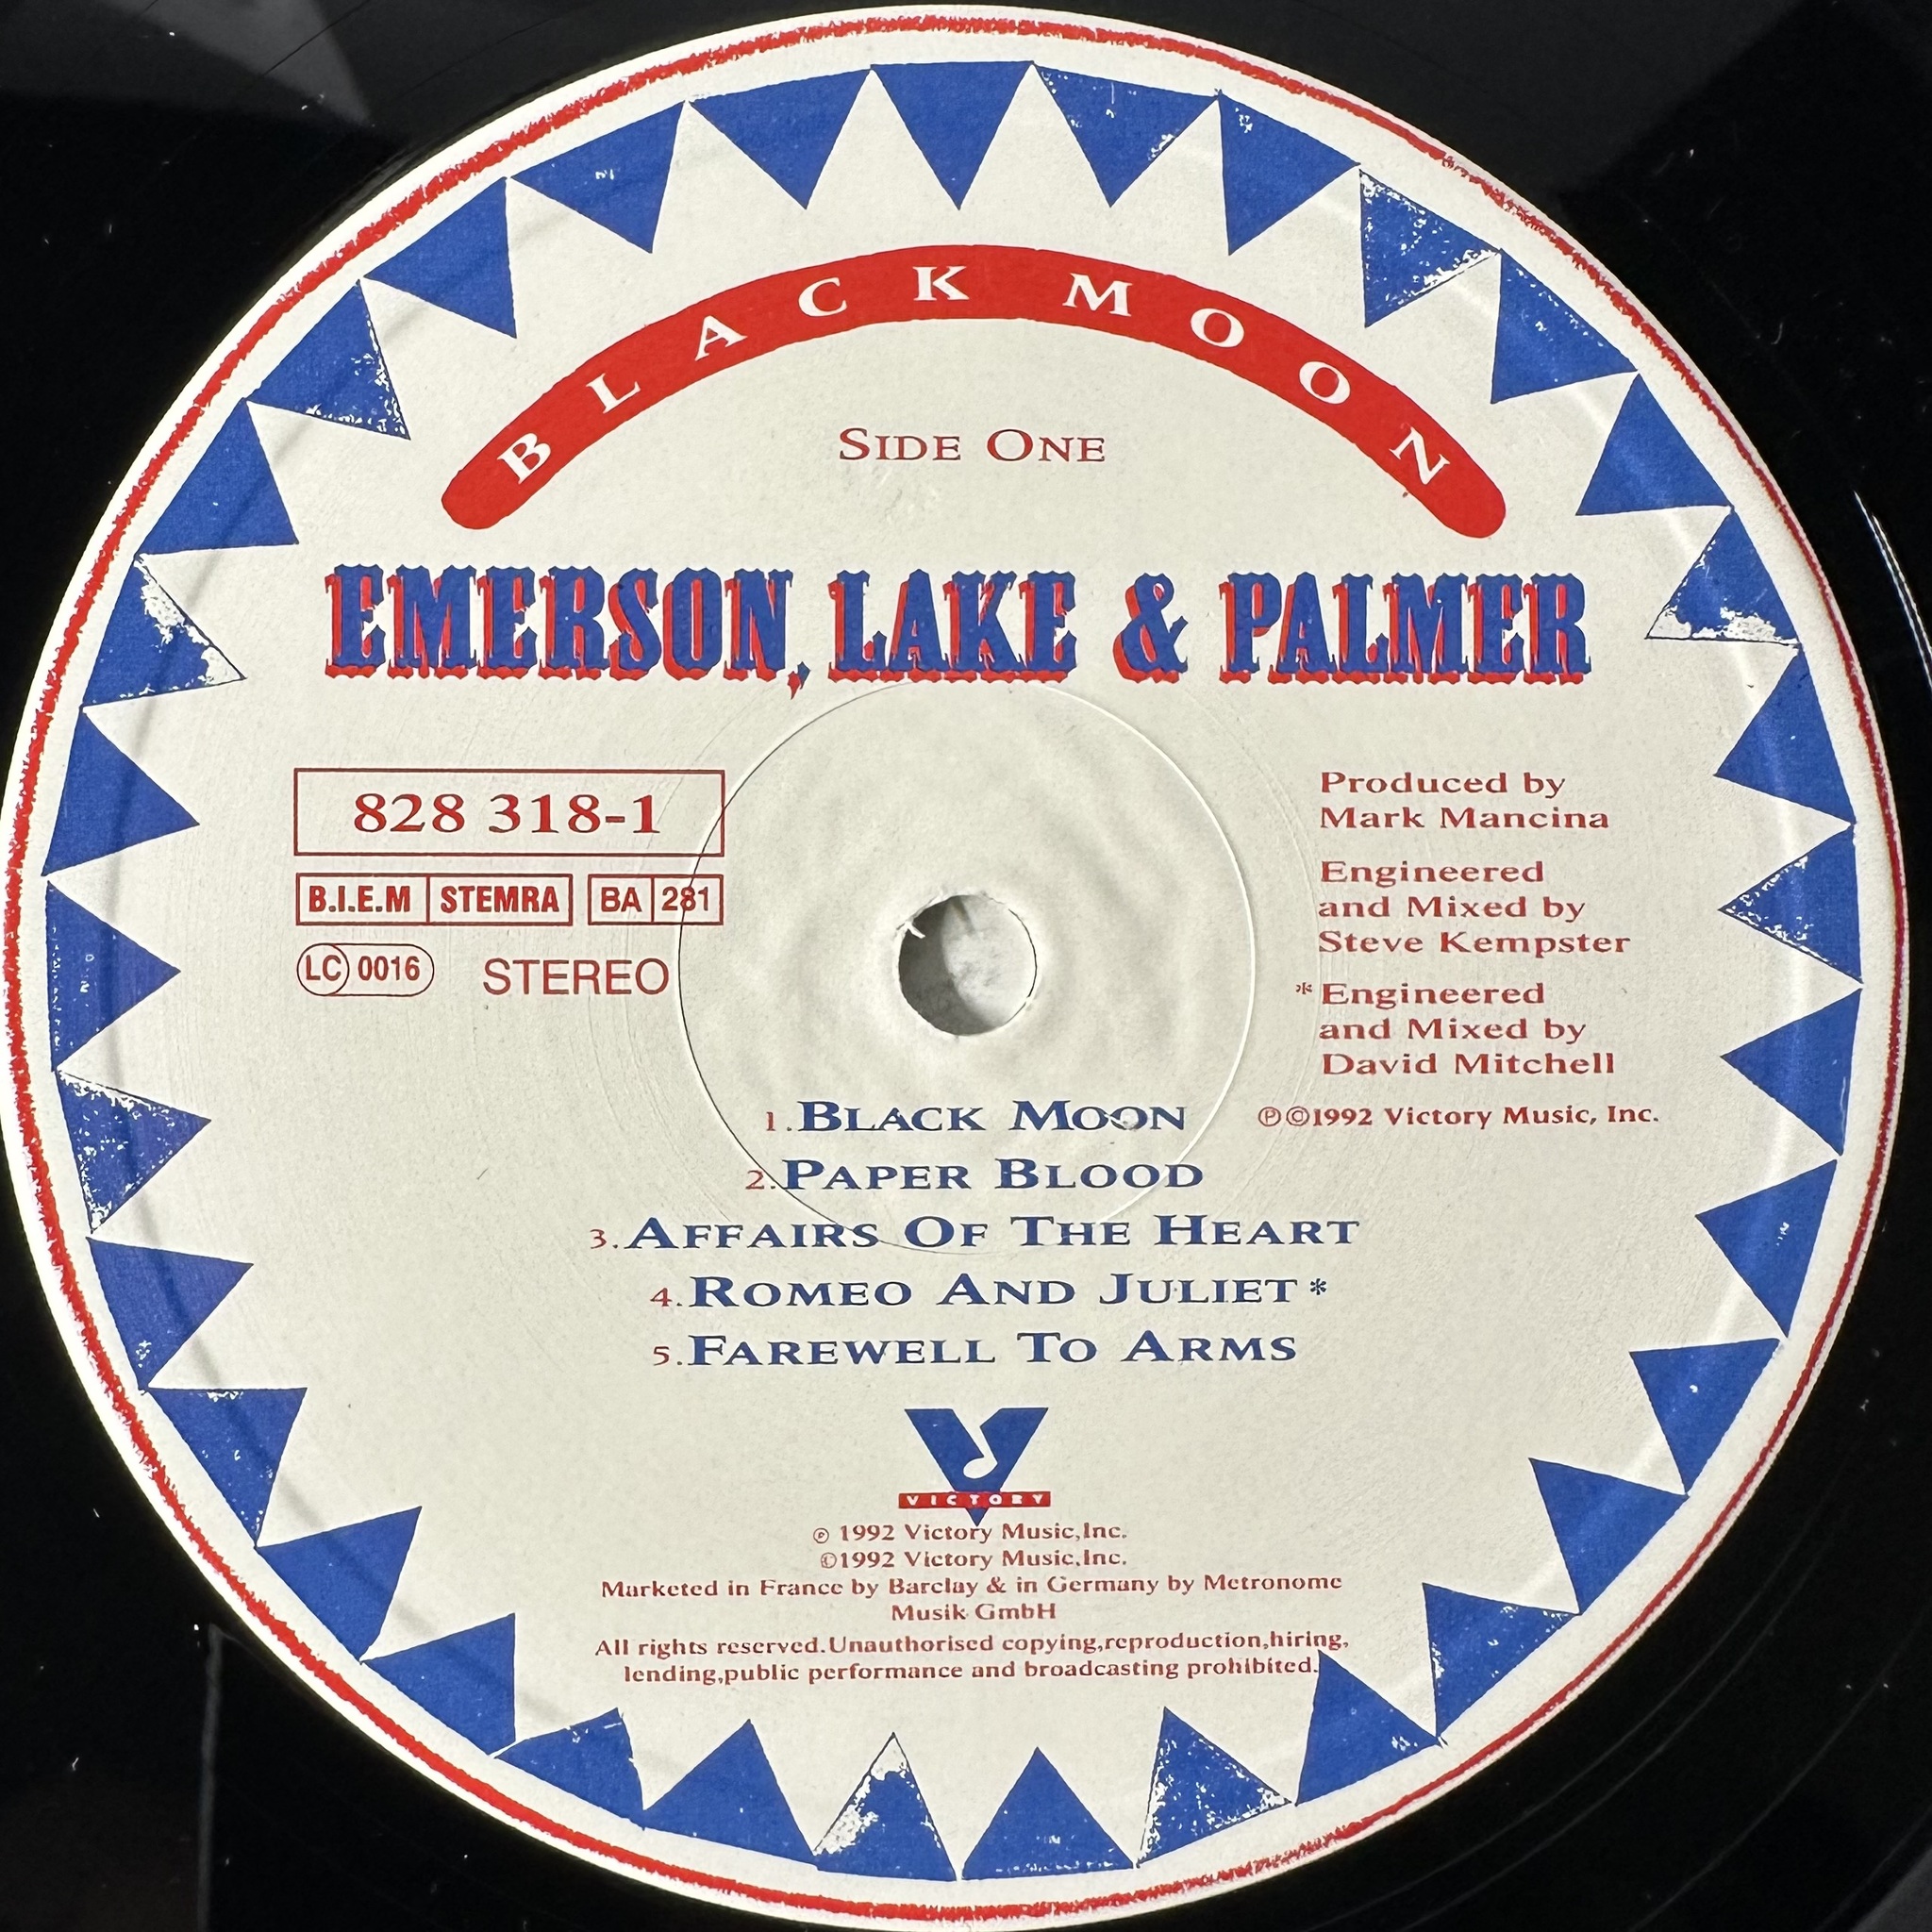 BLACK MOON
SIDE ONE
EMERSON, LAKE & PALMER
828 318-1
B.I.E.M STEMRA BA 281
LC 0016 STEREO
Produced by
Mark Mancina
Engineered
and Mixed by
Steve Kempster
*Engineered
and Mixed by
David Mitchell
℗©1992 Victory Music, Inc.
1. BLACK MOON
2. PAPER BLOOD
3. AFFAIRS OF THE HEART
4. ROMEO AND JULIET *
5. FAREWELL TO ARMS
VICTORY
℗ 1992 Victory Music,Inc.
©1992 Victory Music,Inc.
Marketed in France by Barclay & in Germany by Metronome
Musik GmbH
All rights reserved.Unauthorised copying,reproduction,hiring,
lending,public performance and broadcasting prohibited.